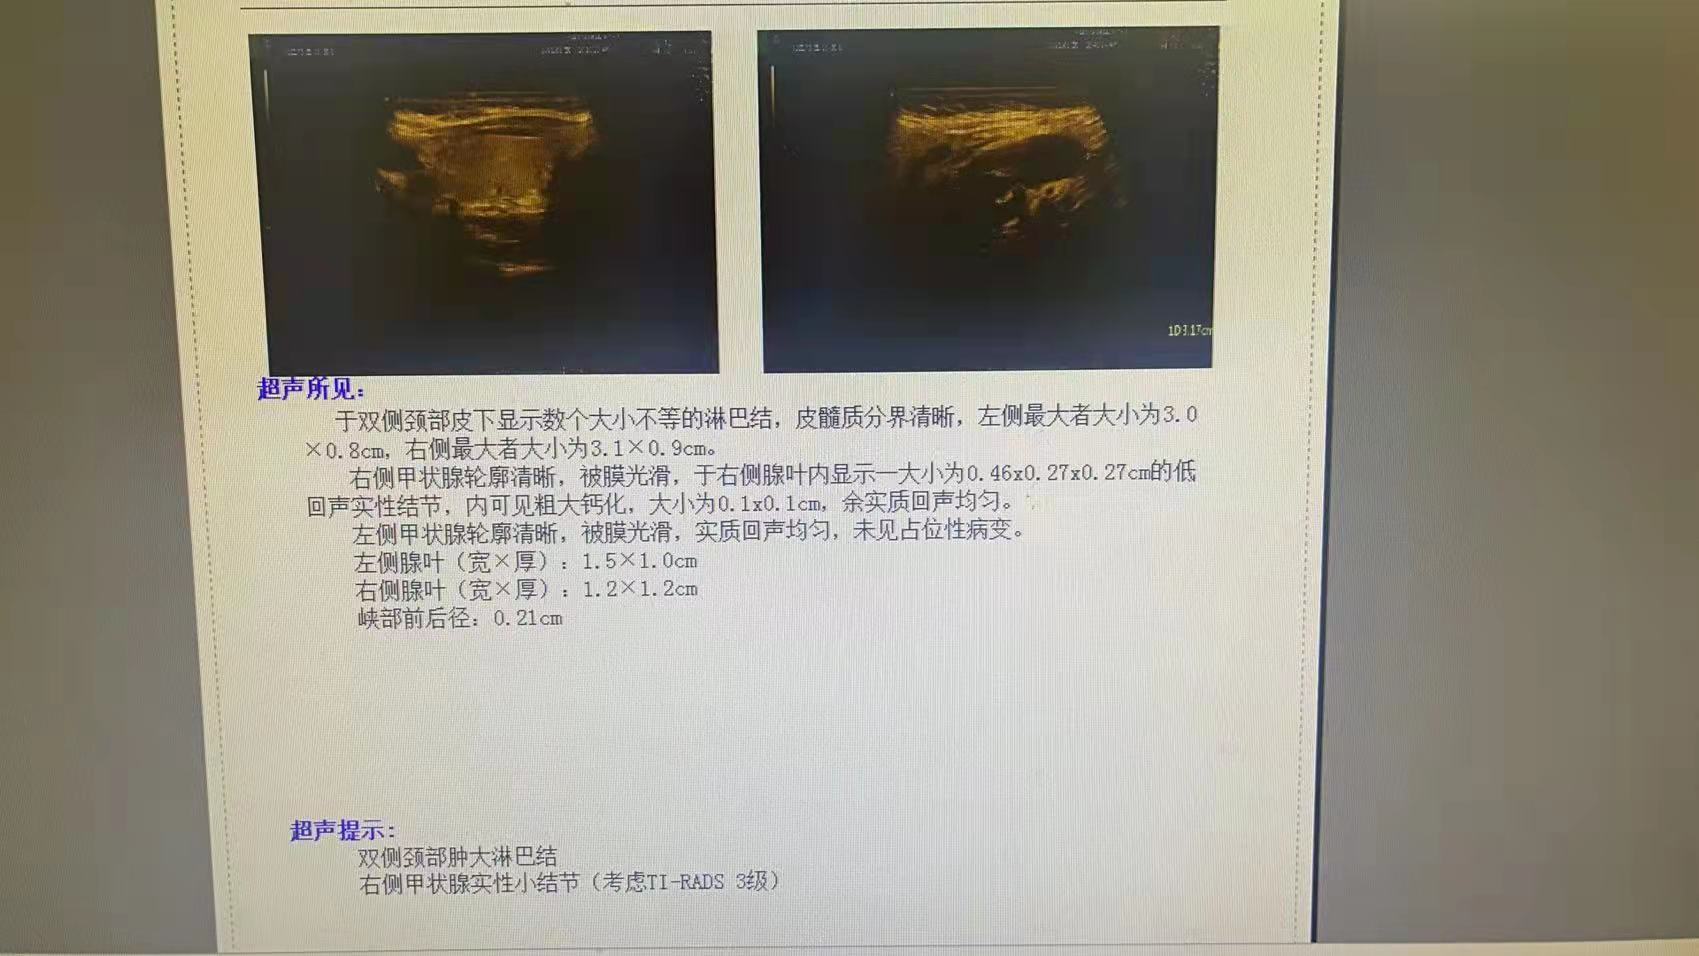 1D3.17cm
超声所见：
于双侧颈部皮下显示数个大小不等的淋巴结，皮髓质分界清晰，左侧最大者大小为3.0
×0.8cm，右侧最大者大小为3.1×0.9cm。
右侧甲状腺轮廓清晰，被膜光滑，于右侧腺叶内显示一大小为0.46x0.27x0.27cm的低
回声实性结节，内可见粗大钙化，大小为0.1x0.1cm，余实质回声均匀。
左侧甲状腺轮廓清晰，被膜光滑，实质回声均匀，未见占位性病变。
左侧腺叶（宽×厚）：1.5×1.0cm
右侧腺叶（宽×厚）：1.2×1.2cm
峡部前后径：0.21cm
超声提示：
双侧颈部肿大淋巴结
右侧甲状腺实性小结节（考虑TI-RADS 3级）